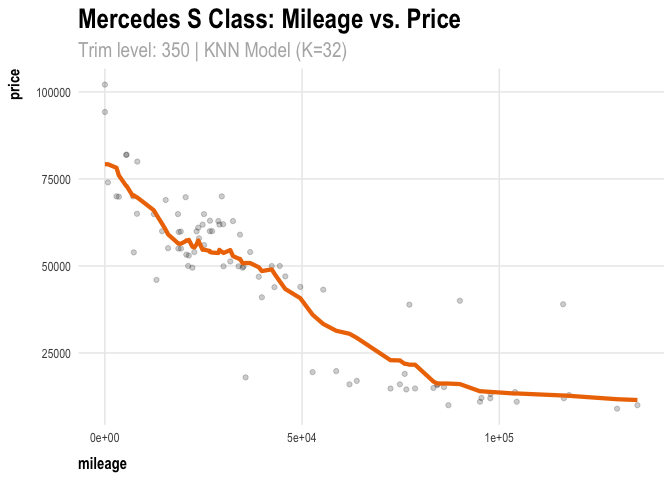 Mercedes S Class: Mileage vs. Price
Trim level: 350 | KNN Model (K=32)
price
100000
75000
50000
25000
0e+00
5e+04
1e+05
mileage